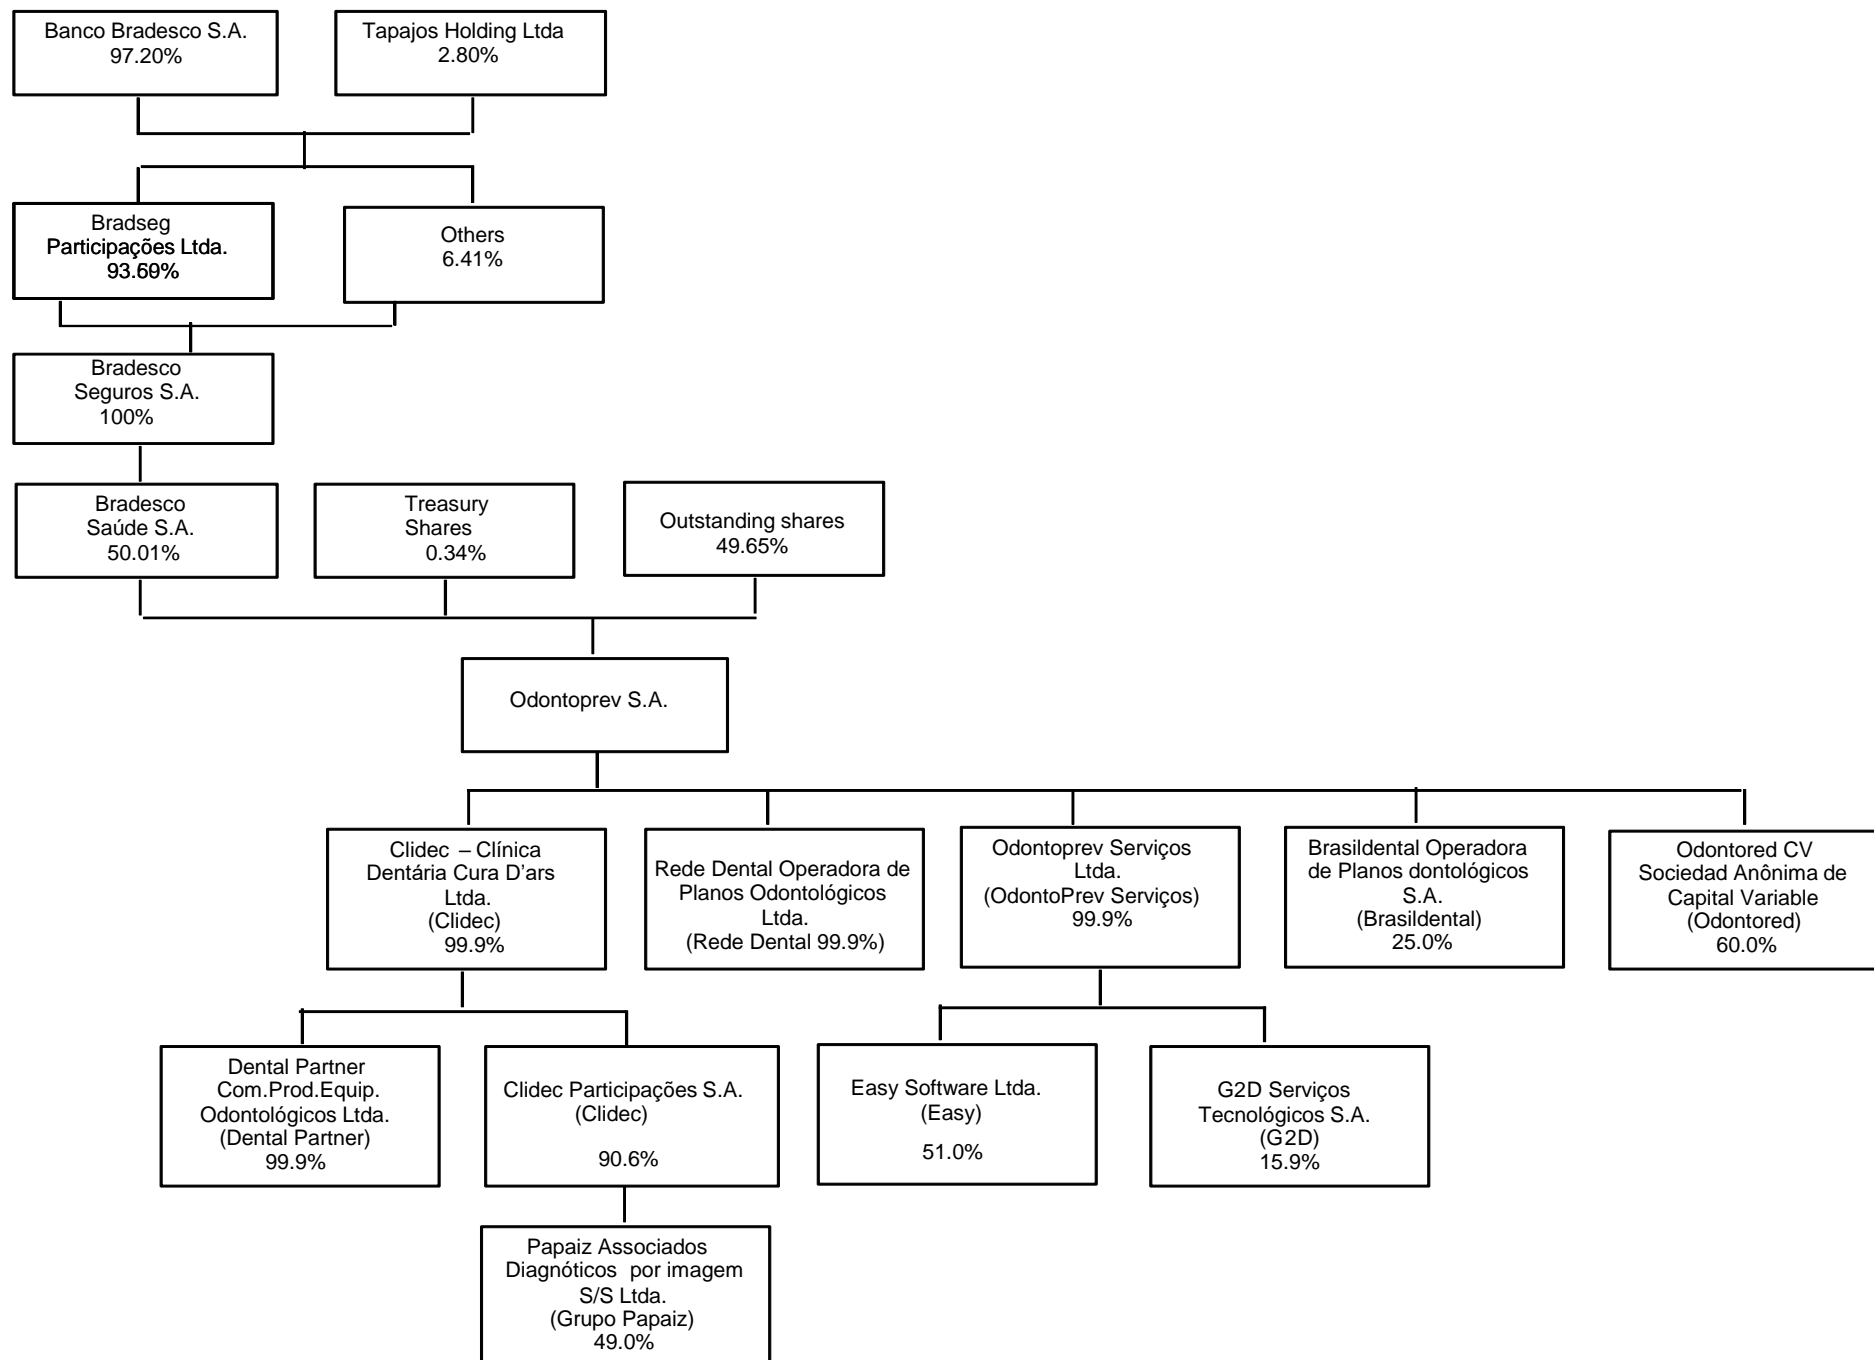 Banco Bradesco S.A.
97.20%
Tapajos Holding Ltda
2.80%
Bradseg
Participações Ltda.
Others
6.41%
Bradesco
Seguros S.A.
100%
Bradesco
Saúde S.A.
50.01%
Treasury
Shares
0.34%
Outstanding shares
49.65%
Odontoprev S.A.
Clidec – Clínica
Dentária Cura D'ars
Ltda.
(Clidec)
99.9%
Rede Dental Operadora de
Planos Odontológicos
Ltda.
(Rede Dental 99.9%)
Odontoprev Serviços
Ltda.
(OdontoPrev Serviços)
99.9%
Brasildental Operadora
de Planos dontológicos
S.A.
(Brasildental)
25.0%
Odontored CV
Sociedad Anônima de
Capital Variable
(Odontored)
60.0%
Dental Partner
Com.Prod.Equip.
Odontológicos Ltda.
(Dental Partner)
99.9%
Clidec Participações S.A.
(Clidec)
90.6%
Easy Software Ltda.
(Easy)
51.0%
G2D Serviços
Tecnológicos S.A.
(G2D)
15.9%
Papaiz Associados
Diagnóticos por imagem
S/S Ltda.
(Grupo Papaiz)
49.0%